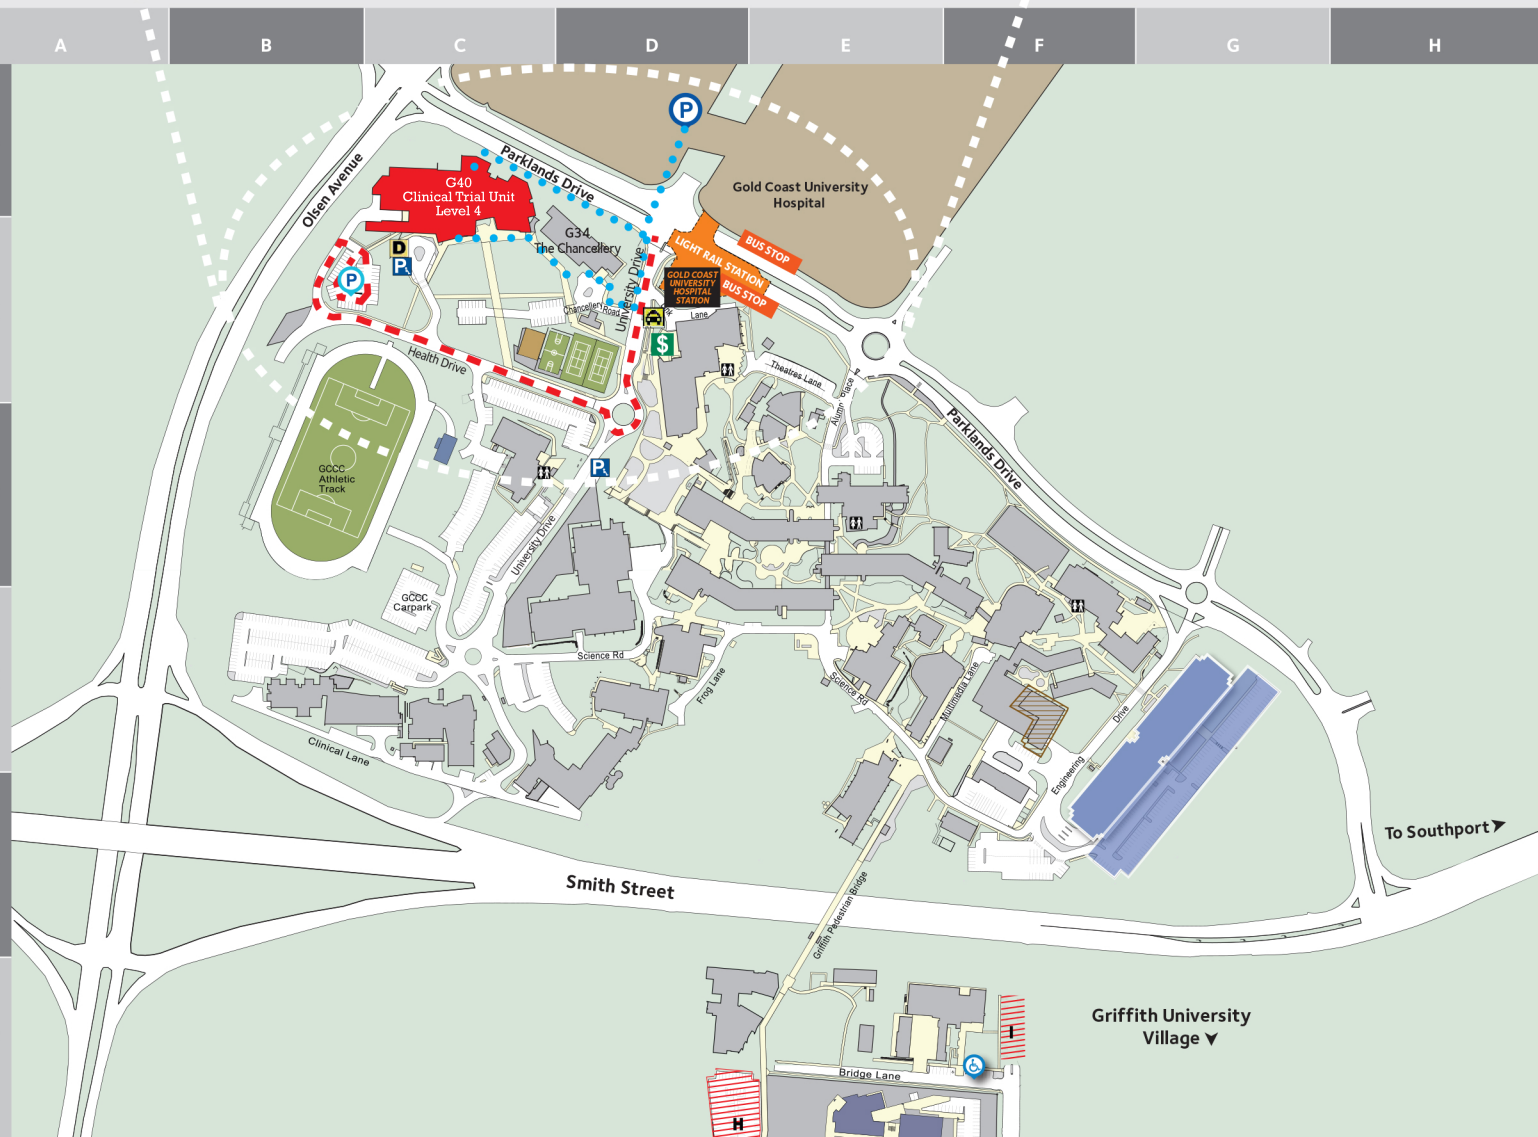 A
B
C
D
E
F
G
H
P
Parklands Drive
Olsen Avenue
G40
Clinical Trial Unit
Level 4
Gold Coast University
Hospital
G34
The Chancellery
D
P
P
LIGHT RAIL STATION
BUS STOP
GOLD COAST
UNIVERSITY
HOSPITAL
STATION
BUS STOP
University Drive
Chancellery Road
Lane
$
Health Drive
Theatres Lane
Alumni Place
Parklands Drive
GCCC
Athletic
Track
P
University Drive
GCCC
Carpark
Science Rd
Frog Lane
Science Rd
Multimedia Lane
Clinical Lane
Engineering
Drive
To Southport
Smith Street
Griffith Pedestrian Bridge
Griffith University
Village
I
Bridge Lane
H